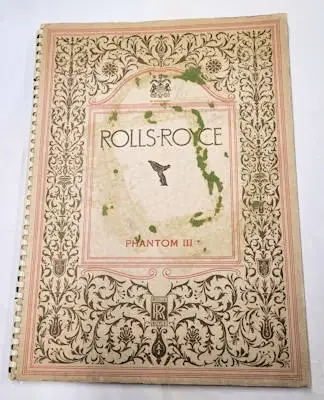 ROLLS-ROYCE
PHANTOM III
RR